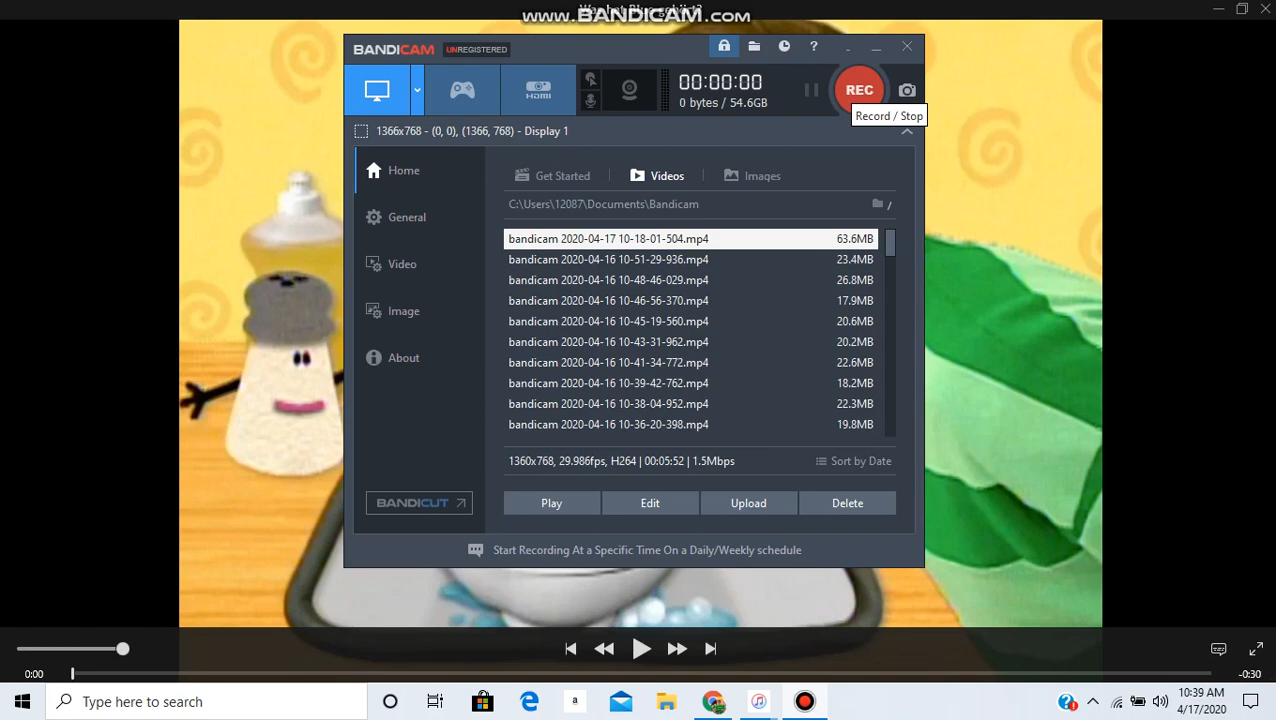 www.BANDICAM.com
BANDICAM UNREGISTERED
HDMI
00:00:00
0 bytes / 54.6GB
REC
Record / Stop
1366x768 - (0, 0), (1366, 768) - Display 1
Home
General
Video
Image
About
BANDICUT
Get Started
Videos
Images
C:\Users\12087\Documents\Bandicam
/
bandicam 2020-04-17 10-18-01-504.mp4 63.6MB
bandicam 2020-04-16 10-51-29-936.mp4 23.4MB
bandicam 2020-04-16 10-48-46-029.mp4 26.8MB
bandicam 2020-04-16 10-46-56-370.mp4 17.9MB
bandicam 2020-04-16 10-45-19-560.mp4 20.6MB
bandicam 2020-04-16 10-43-31-962.mp4 20.2MB
bandicam 2020-04-16 10-41-34-772.mp4 22.6MB
bandicam 2020-04-16 10-39-42-762.mp4 18.2MB
bandicam 2020-04-16 10-38-04-952.mp4 22.3MB
bandicam 2020-04-16 10-36-20-398.mp4 19.8MB
1360x768, 29.986fps, H264 | 00:05:52 | 1.5Mbps
Sort by Date
Play
Edit
Upload
Delete
Start Recording At a Specific Time On a Daily/Weekly schedule
0:00
-0:30
Type here to search
a
10:39 AM
4/17/2020